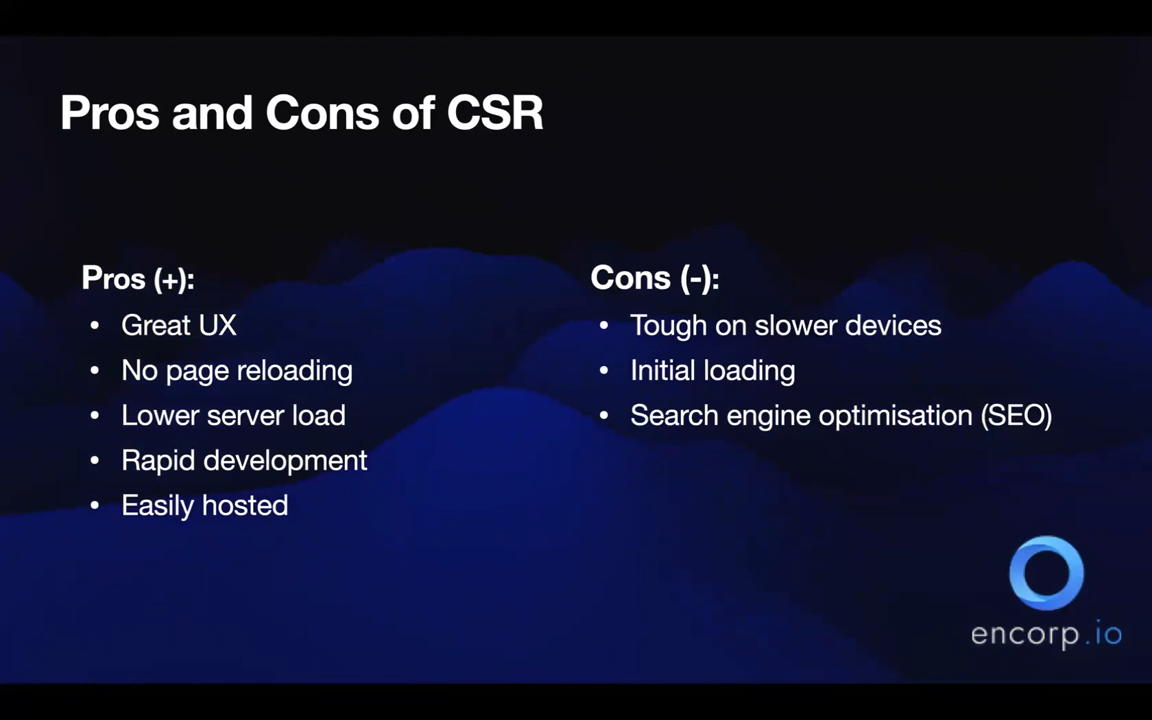 Pros and Cons of CSR
Pros (+):
• Great UX
• No page reloading
• Lower server load
• Rapid development
• Easily hosted
Cons (-):
• Tough on slower devices
• Initial loading
• Search engine optimisation (SEO)
encorp.io